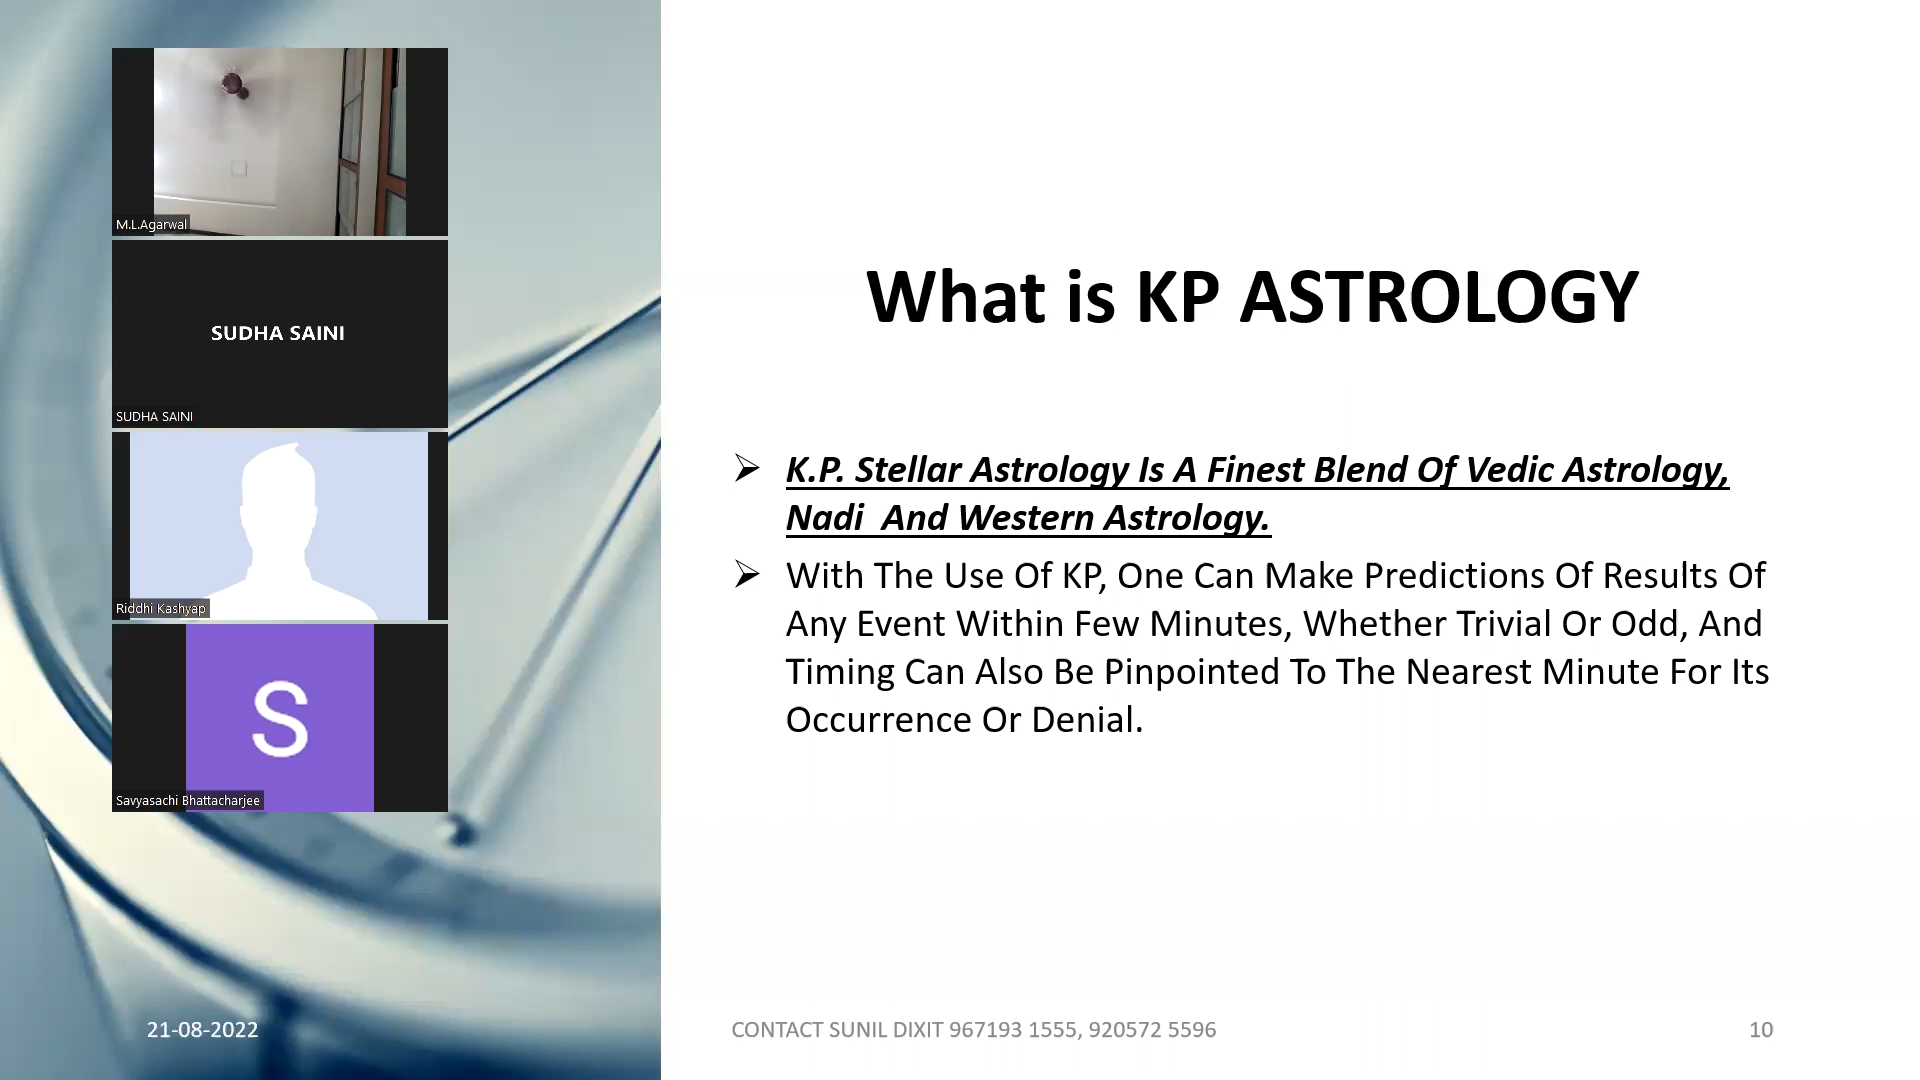 M.L.Agarwal
SUDHA SAINI
SUDHA SAINI
Riddhi Kashyap
S
Savyasachi Bhattacharjee
What is KP ASTROLOGY
➢ K.P. Stellar Astrology Is A Finest Blend Of Vedic Astrology,
Nadi  And Western Astrology.
➢ With The Use Of KP, One Can Make Predictions Of Results Of
Any Event Within Few Minutes, Whether Trivial Or Odd, And
Timing Can Also Be Pinpointed To The Nearest Minute For Its
Occurrence Or Denial.
21-08-2022
CONTACT SUNIL DIXIT 967193 1555, 920572 5596
10